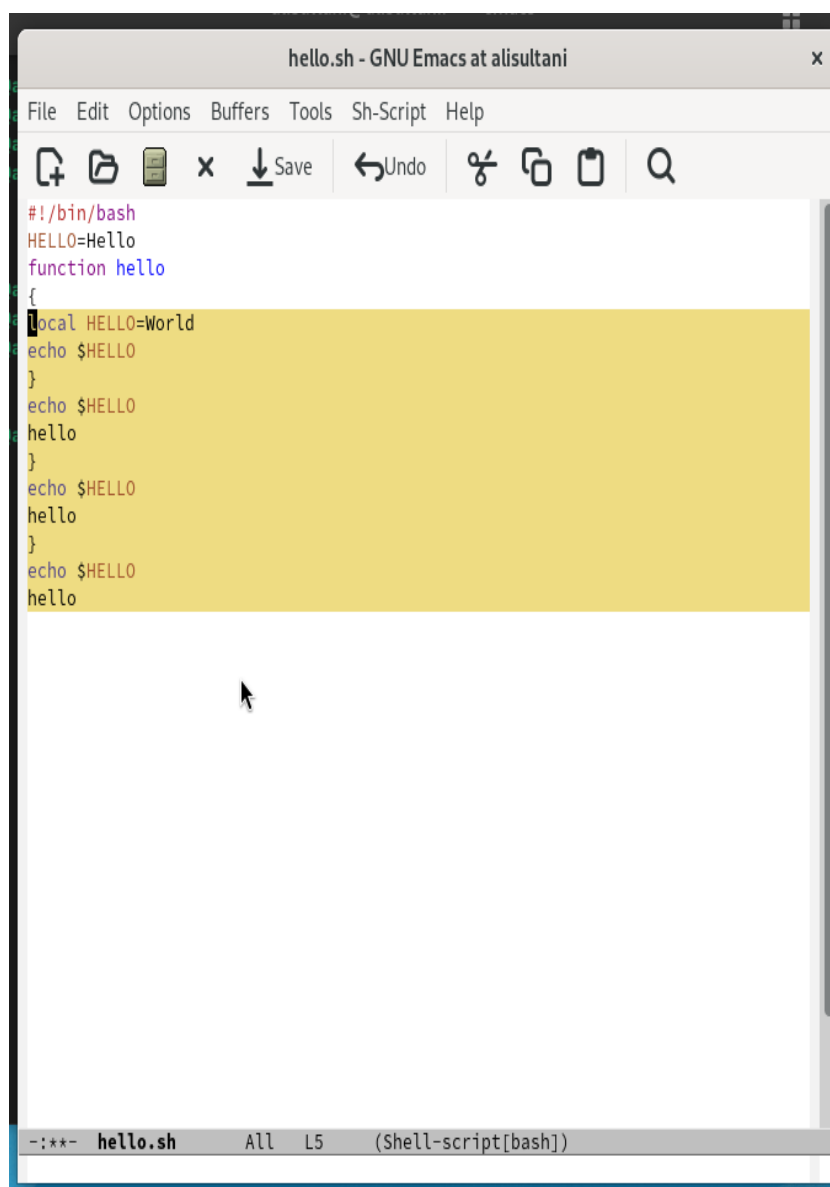 hello.sh - GNU Emacs at alisultani
File Edit Options Buffers Tools Sh-Script Help
Save Undo
#!/bin/bash
HELLO=Hello
function hello
{
local HELLO=World
echo $HELLO
}
echo $HELLO
hello
}
echo $HELLO
hello
}
echo $HELLO
hello
-:**- hello.sh All L5 (Shell-script[bash])